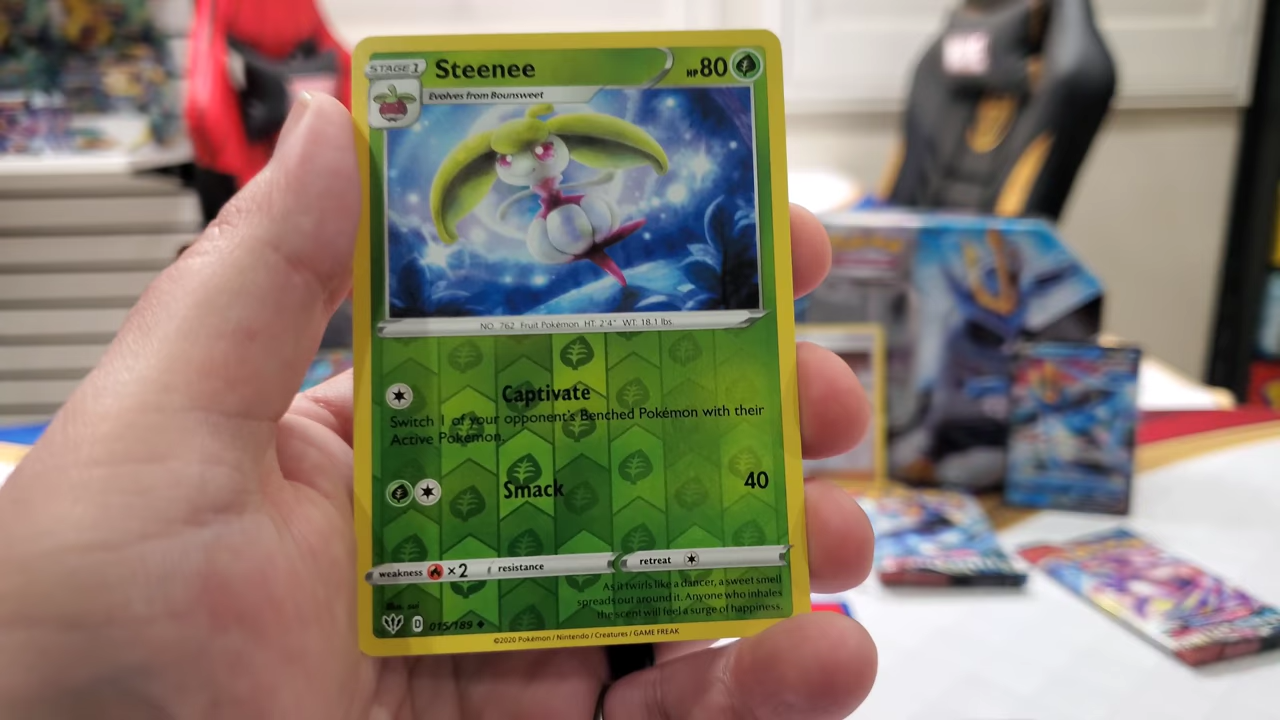 STAGE 1
Steenee
HP 80
Evolves from Bounsweet
NO. 762 Fruit Pokémon HT: 2'4" WT: 18.1 lbs.
Captivate
Switch 1 of your opponent's Benched Pokémon with their
Active Pokémon.
Smack 40
weakness ×2 resistance retreat
As it twirls like a dancer, a sweet smell
spreads out around it. Anyone who inhales
the scent will feel a surge of happiness.
D 015/189
©2020 Pokémon / Nintendo / Creatures / GAME FREAK